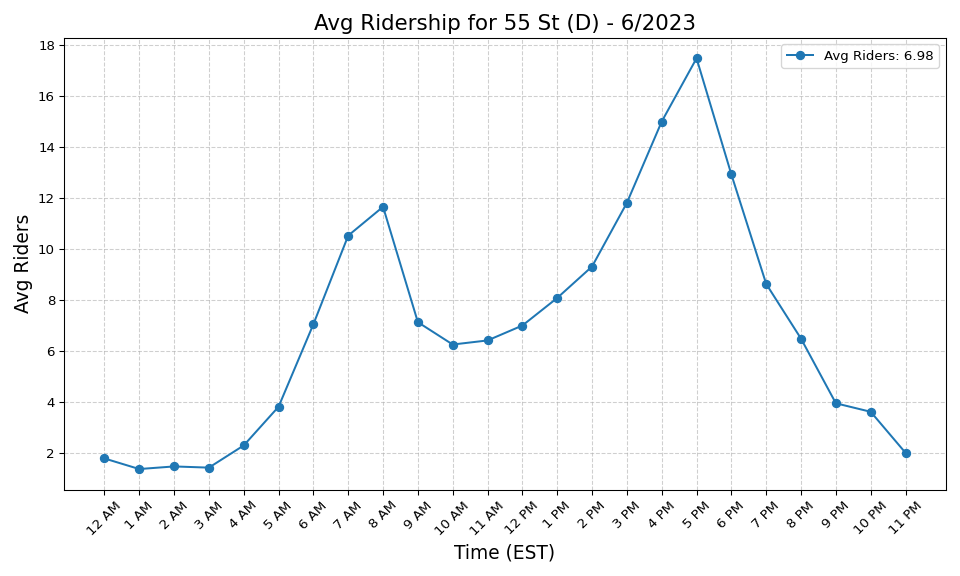 Avg Ridership for 55 St (D) - 6/2023
Avg Riders: 6.98
Avg Riders
18
16
14
12
10
8
6
4
2
12 AM
1 AM
2 AM
3 AM
4 AM
5 AM
6 AM
7 AM
8 AM
9 AM
10 AM
11 AM
12 PM
1 PM
2 PM
3 PM
4 PM
5 PM
6 PM
7 PM
8 PM
9 PM
10 PM
11 PM
Time (EST)